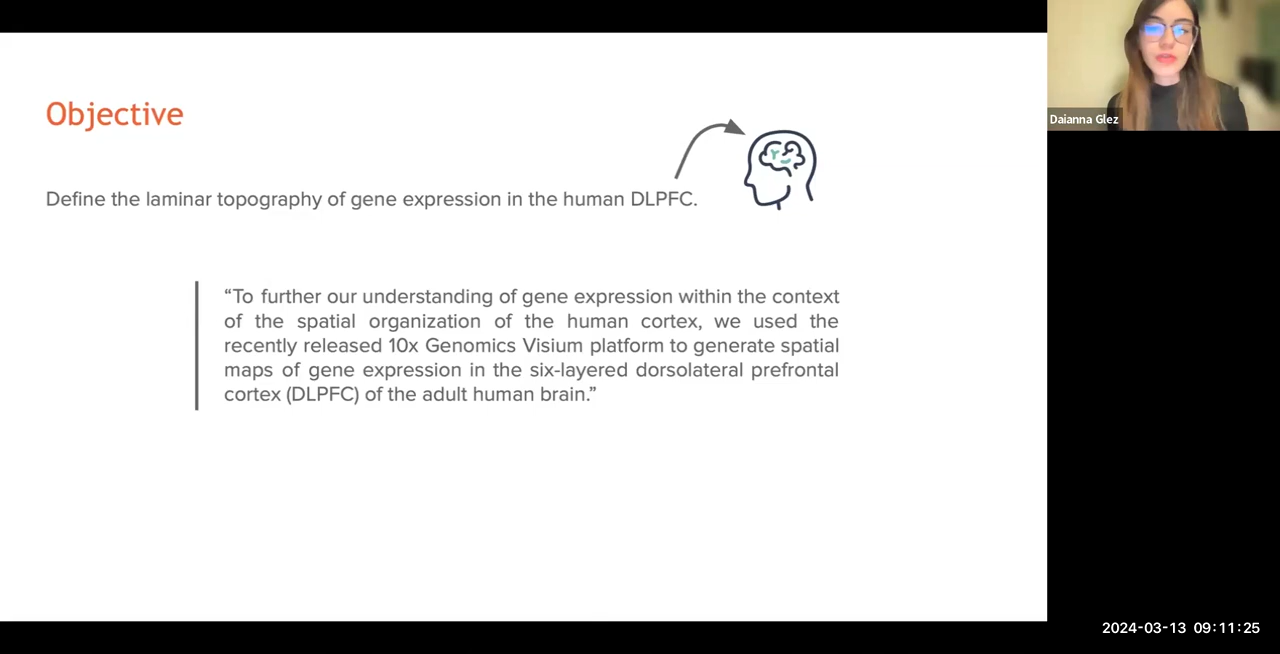 Objective
Define the laminar topography of gene expression in the human DLPFC.
“To further our understanding of gene expression within the context
of the spatial organization of the human cortex, we used the
recently released 10x Genomics Visium platform to generate spatial
maps of gene expression in the six-layered dorsolateral prefrontal
cortex (DLPFC) of the adult human brain.”
Daianna Glez
2024-03-13 09:11:25